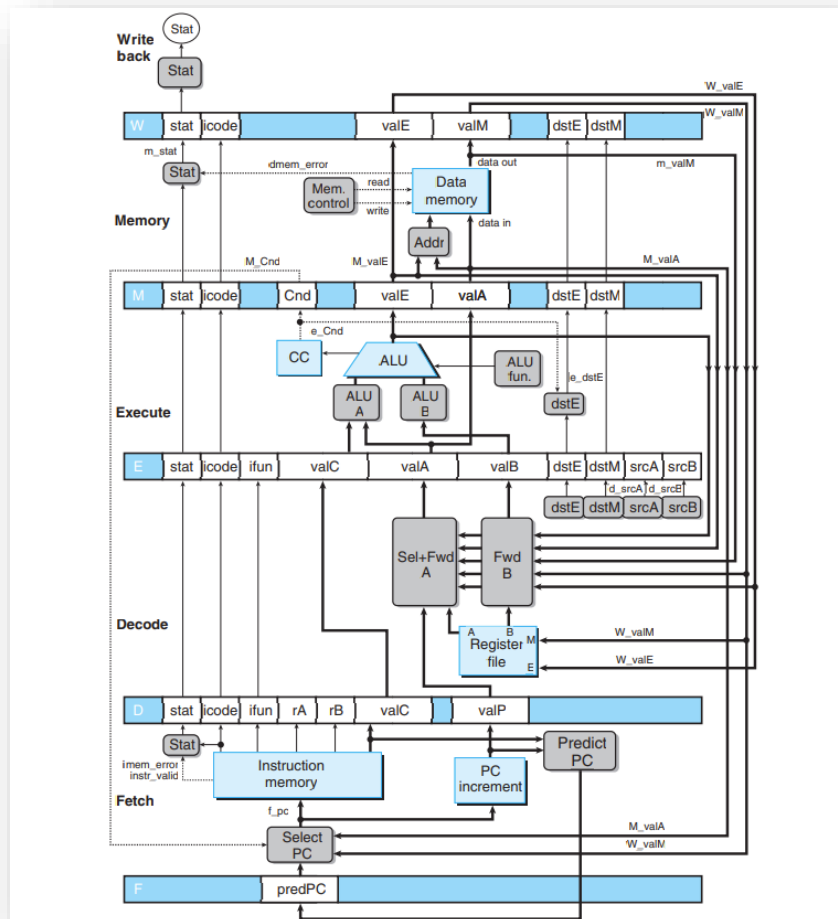 Stat
Write
back
Stat
W_valE
W_valM
W stat icode valE valM dstE dstM
m_stat
dmem_error
data out
m_valM
Stat
read
Mem.
control
write
Data
memory
data in
Memory
Addr
M_Cnd
M_valE
M_valA
M stat icode Cnd valE valA dstE dstM
e_Cnd
CC
ALU
ALU
fun.
e_dstE
ALU
A
ALU
B
dstE
Execute
E stat icode ifun valC valA valB dstE dstM srcA srcB
d_srcA d_srcB
dstE dstM srcA srcB
Sel+Fwd
A
Fwd
B
Decode
A B
M
Register
file
E
W_valM
W_valE
D stat icode ifun rA rB valC valP
Stat
imem_error
instr_valid
Instruction
memory
PC
increment
Predict
PC
Fetch
f_pc
M_valA
W_valM
Select
PC
F predPC